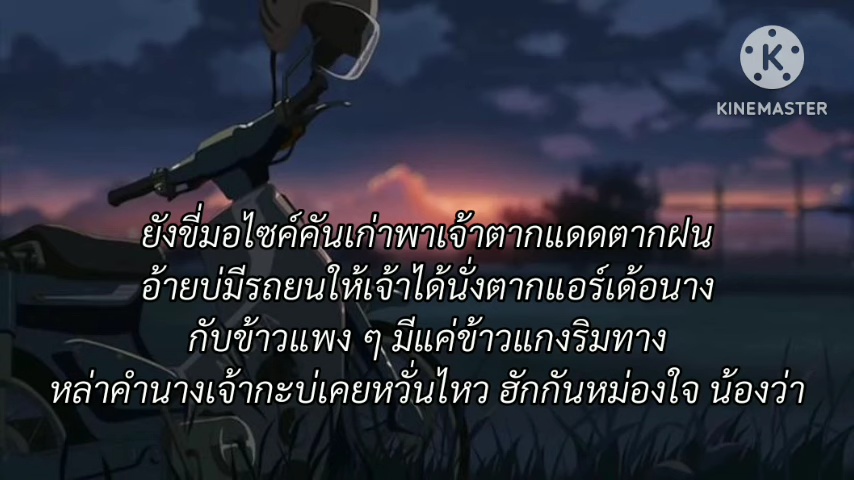 KINEMASTER
ยังขี่มอไซค์คันเก่าพาเจ้าตากแดดตากฝน
อ้ายบ่มีรถยนให้เจ้าได้นั่งตากแอร์เด้อนาง
กับข้าวแพง ๆ มีแค่ข้าวแกงริมทาง
หล่าคำนางเจ้ากะบ่เคยหวั่นไหว ฮักกันหม่องใจ น้องว่า